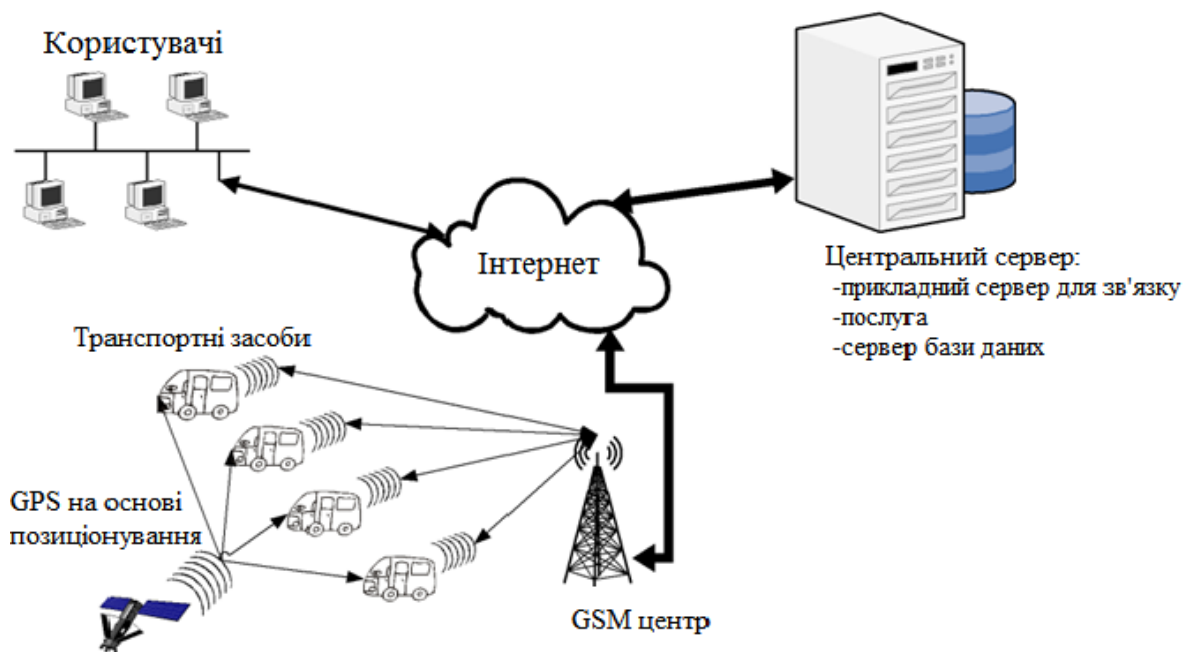 Користувачі
Інтернет
Центральний сервер:
-прикладний сервер для зв'язку
-послуга
-сервер бази даних
Транспортні засоби
GPS на основі
позиціонування
GSM центр